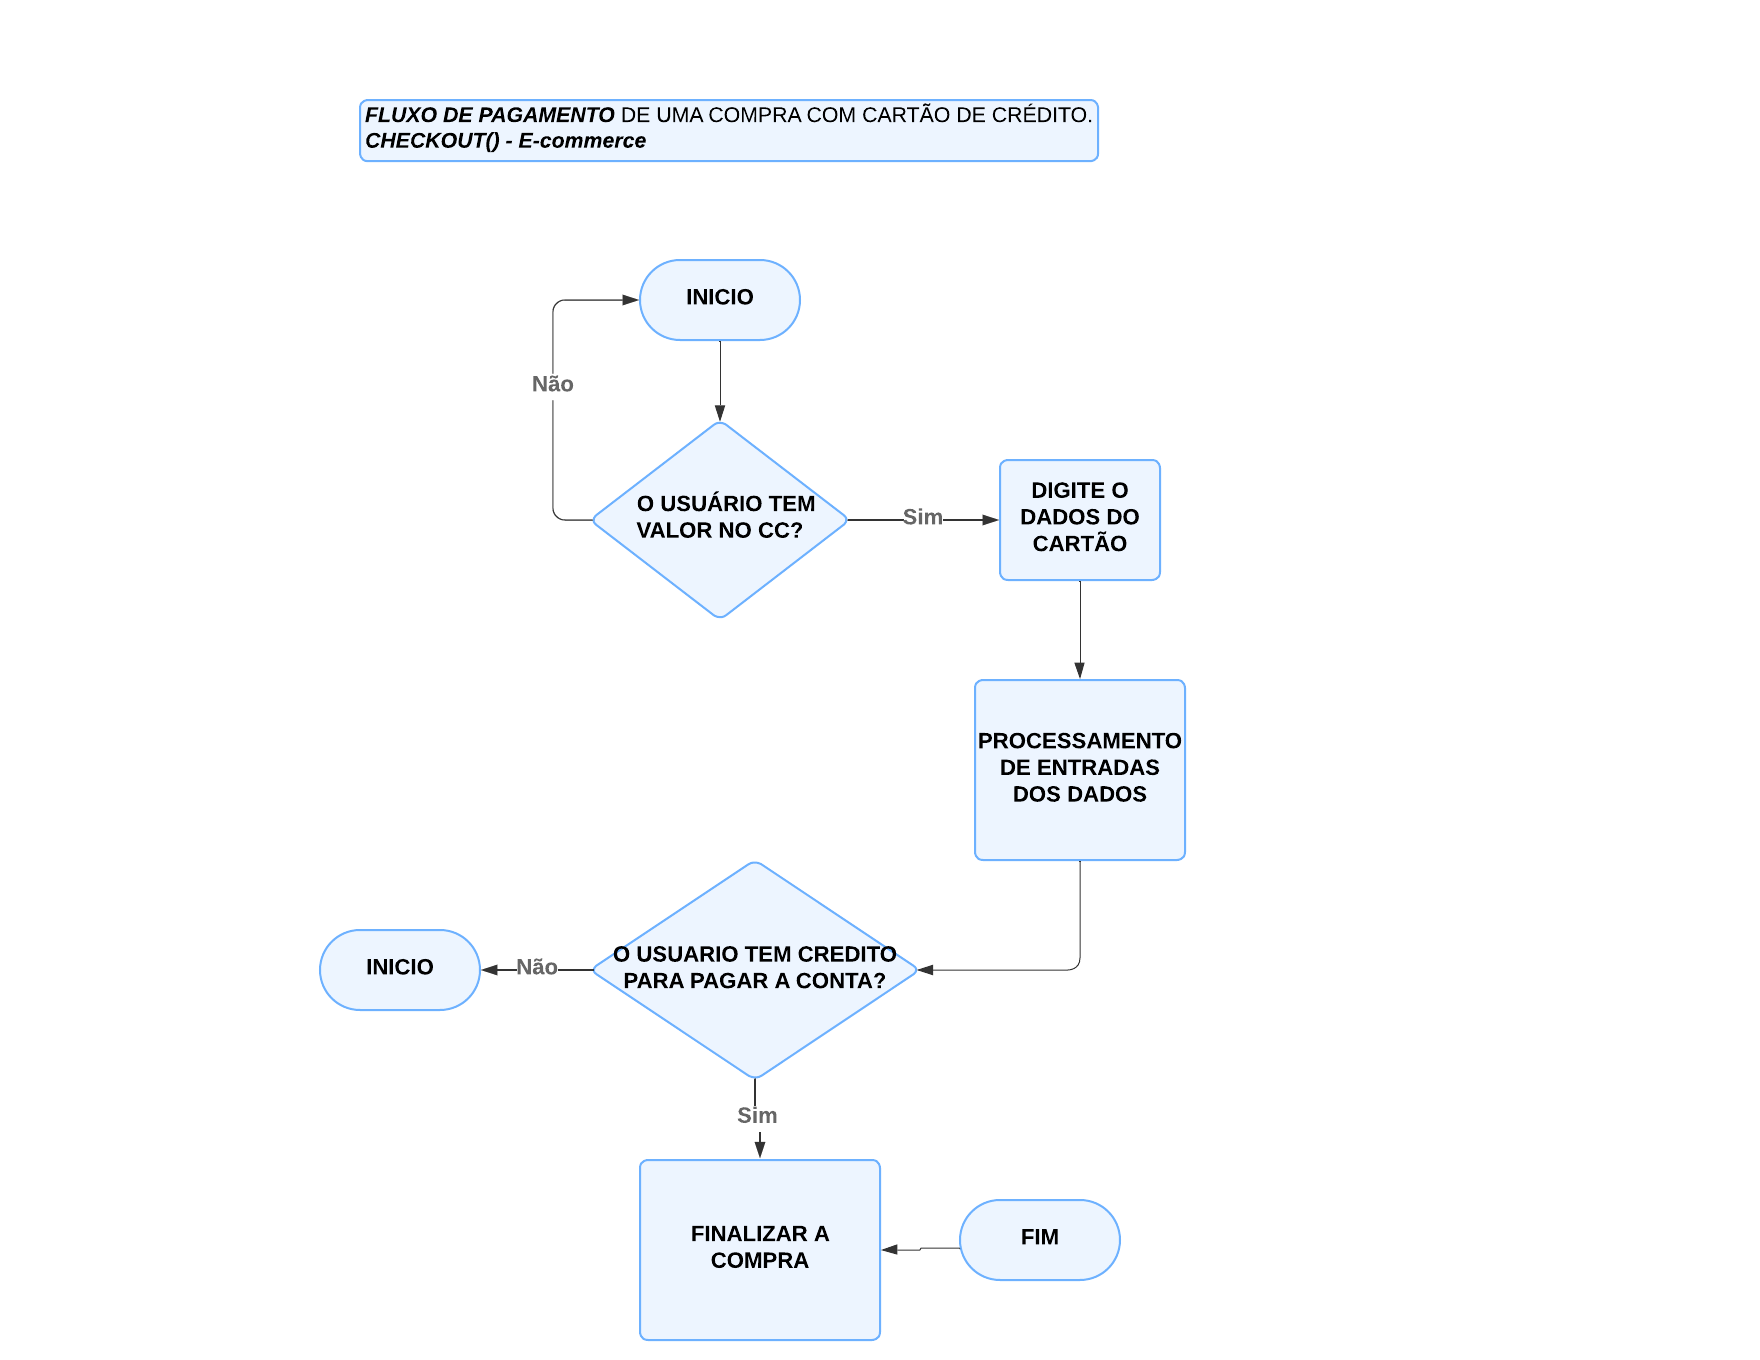 FLUXO DE PAGAMENTO DE UMA COMPRA COM CARTÃO DE CRÉDITO.
CHECKOUT() - E-commerce
INICIO
Não
O USUÁRIO TEM
VALOR NO CC?
Sim
DIGITE O
DADOS DO
CARTÃO
PROCESSAMENTO
DE ENTRADAS
DOS DADOS
O USUARIO TEM CREDITO
PARA PAGAR A CONTA?
Não
INICIO
Sim
FINALIZAR A
COMPRA
FIM